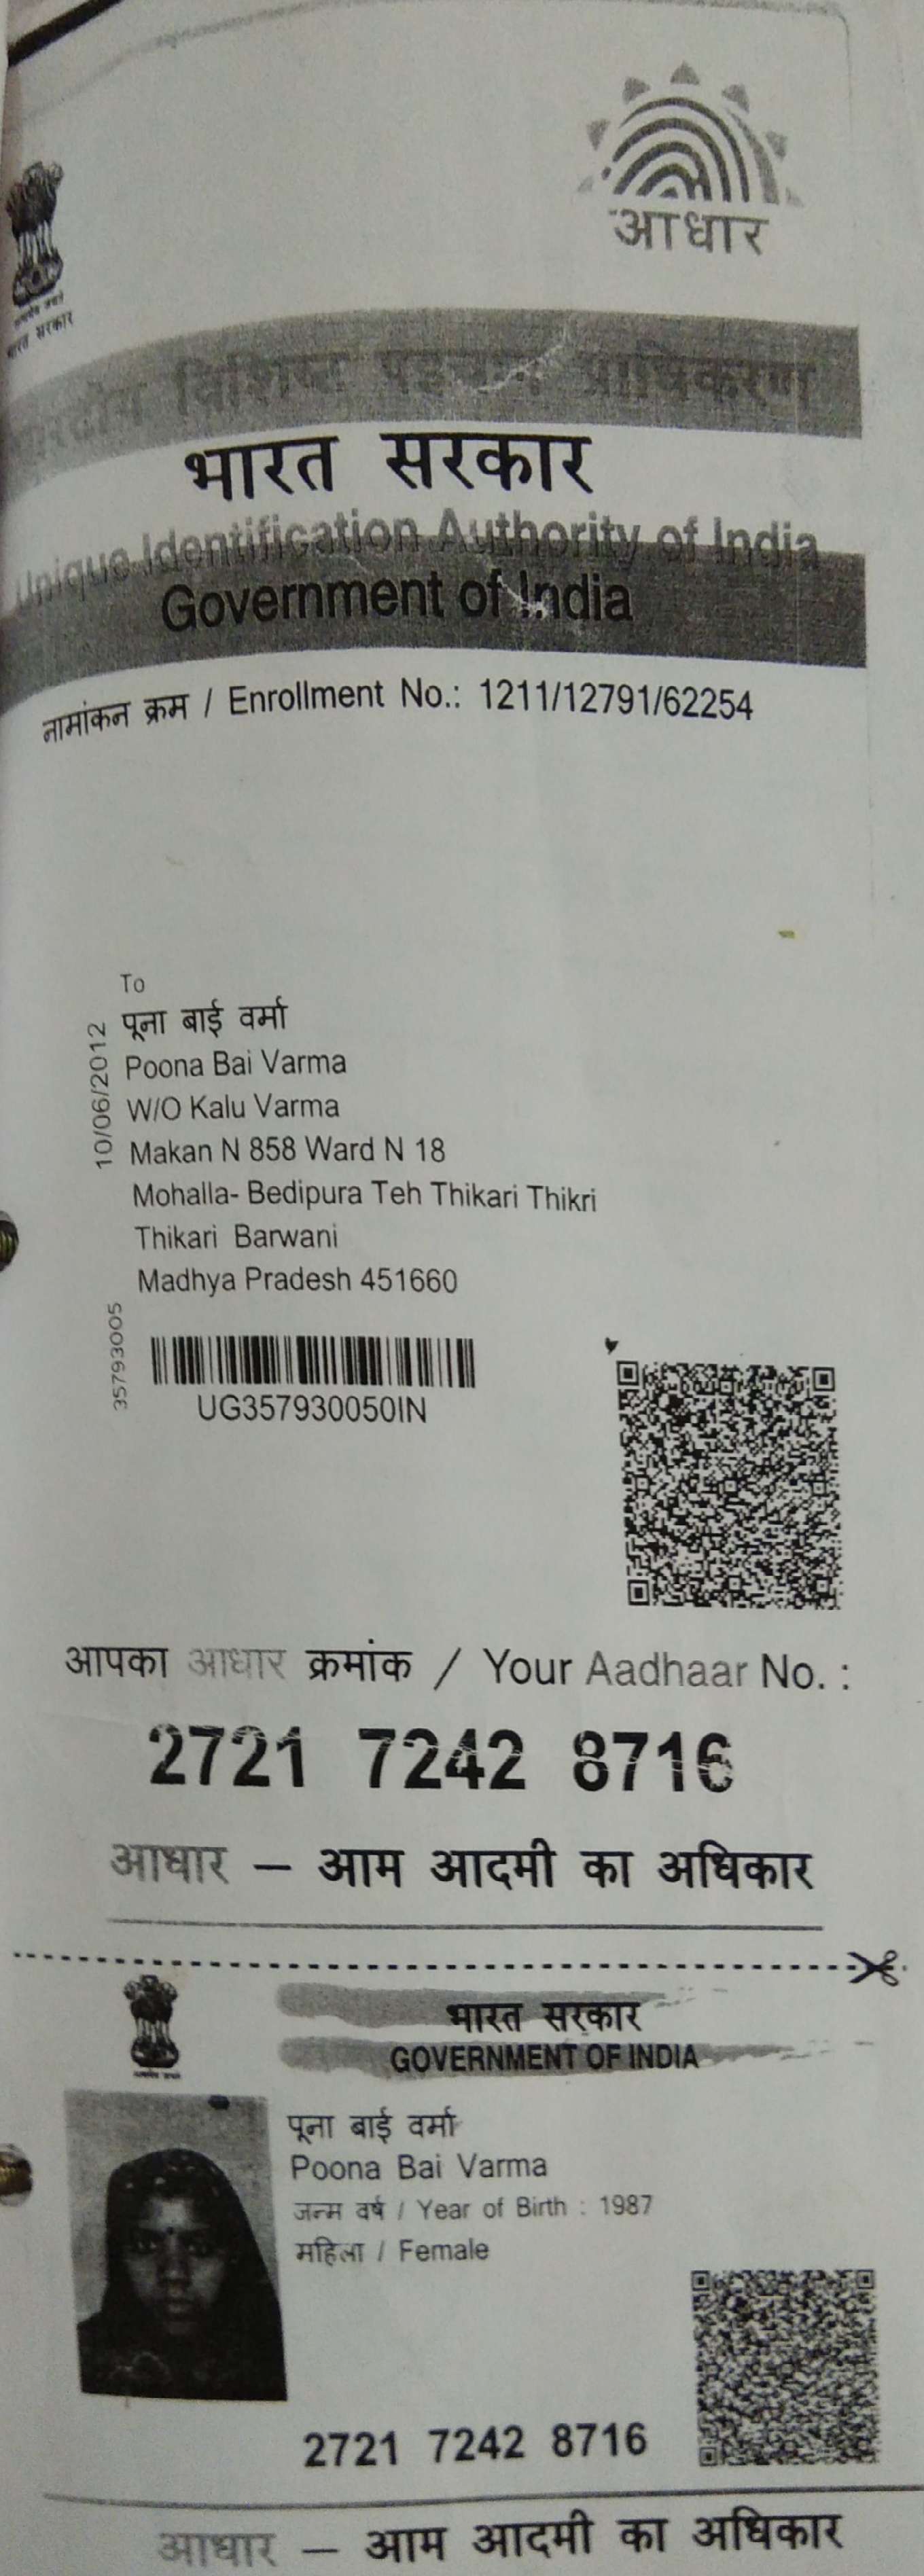 आधार
भारत सरकार
भारतीय विशिष्ट पहचान प्राधिकरण
भारत सरकार
Unique Identification Authority of India
Government of India
नामांकन क्रम / Enrollment No.: 1211/12791/62254
To
पूना बाई वर्मा
Poona Bai Varma
W/O Kalu Varma
Makan N 858 Ward N 18
Mohalla- Bedipura Teh Thikari Thikri
Thikari Barwani
Madhya Pradesh 451660
10/06/2012
35793005
UG357930050IN
आपका आधार क्रमांक / Your Aadhaar No. :
2721 7242 8716
आधार – आम आदमी का अधिकार
भारत सरकार
GOVERNMENT OF INDIA
पूना बाई वर्मा
Poona Bai Varma
जन्म वर्ष / Year of Birth : 1987
महिला / Female
2721 7242 8716
आधार – आम आदमी का अधिकार